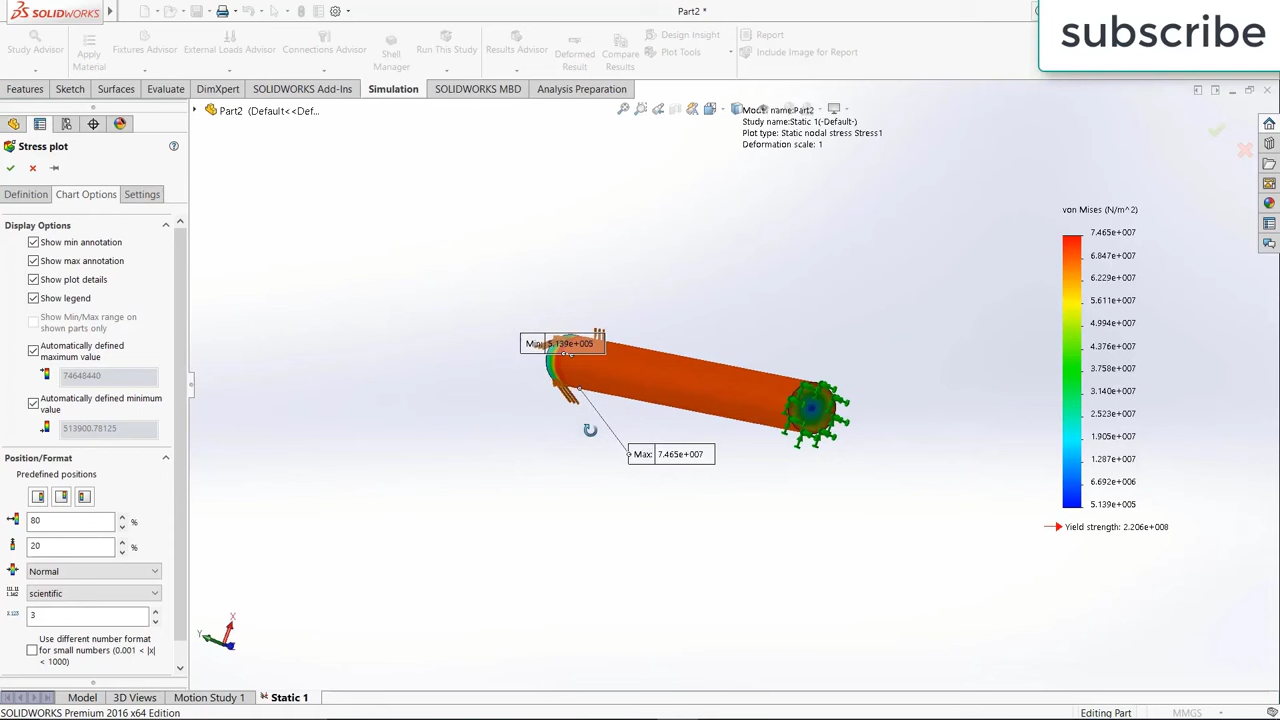 SOLIDWORKS
Part2 *
subscribe
Study Advisor
Apply
Material
Fixtures Advisor
External Loads Advisor
Connections Advisor
Shell
Manager
Run This Study
Results Advisor
Deformed
Result
Compare
Results
Design Insight
Plot Tools
Report
Include Image for Report
Features
Sketch
Surfaces
Evaluate
DimXpert
SOLIDWORKS Add-Ins
Simulation
SOLIDWORKS MBD
Analysis Preparation
Part2 (Default<<Def...
Model name:Part2
Study name:Static 1(-Default-)
Plot type: Static nodal stress Stress1
Deformation scale: 1
Stress plot
?
Definition
Chart Options
Settings
Display Options
Show min annotation
Show max annotation
Show plot details
Show legend
Show Min/Max range on
shown parts only
Automatically defined
maximum value
74648440
Automatically defined minimum
value
513900.78125
Position/Format
Predefined positions
80
%
20
%
Normal
scientific
3
Use different number format
for small numbers (0.001 < |x|
< 1000)
Min: 5.139e+005
Max: 7.465e+007
von Mises (N/m^2)
7.465e+007
6.847e+007
6.229e+007
5.611e+007
4.994e+007
4.376e+007
3.758e+007
3.140e+007
2.523e+007
1.905e+007
1.287e+007
6.692e+006
5.139e+005
Yield strength: 2.206e+008
X
Y
Model
3D Views
Motion Study 1
Static 1
SOLIDWORKS Premium 2016 x64 Edition
Editing Part
MMGS